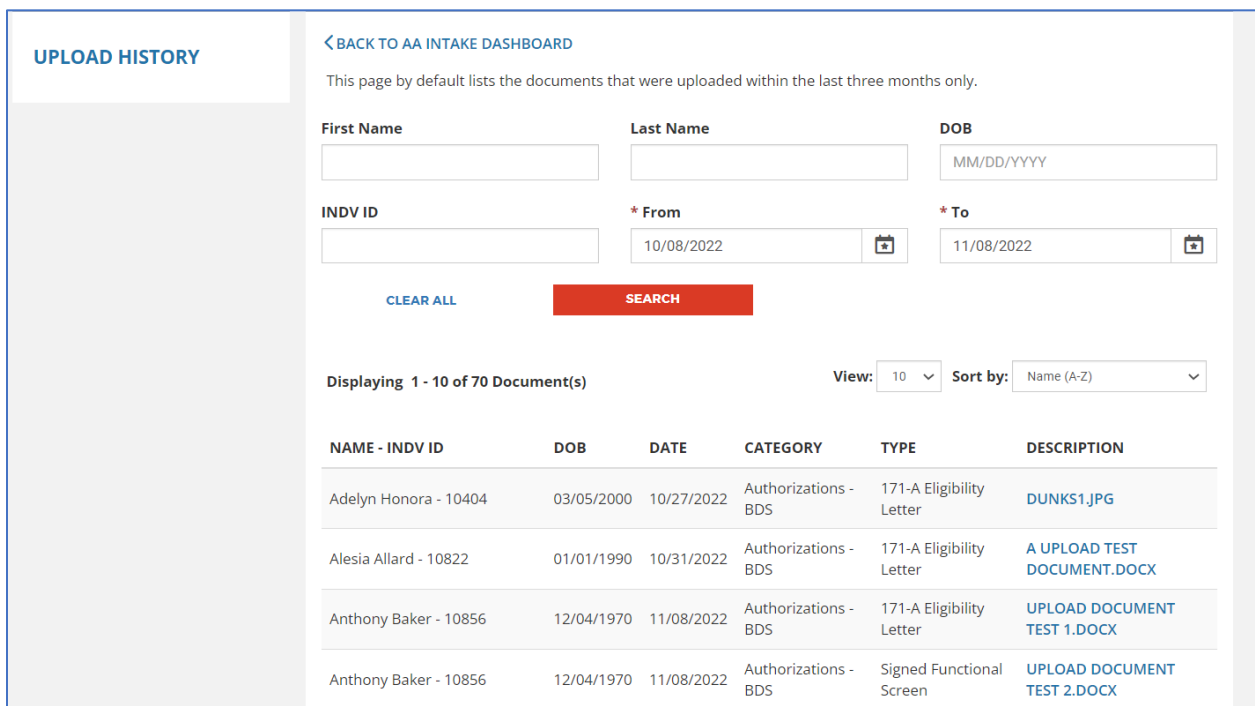 UPLOAD HISTORY
BACK TO AA INTAKE DASHBOARD
This page by default lists the documents that were uploaded within the last three months only.
First Name Last Name DOB
MM/DD/YYYY
INDV ID * From * To
10/08/2022 11/08/2022
CLEAR ALL SEARCH
Displaying 1 - 10 of 70 Document(s) View: 10 Sort by: Name (A-Z)
NAME - INDV ID DOB DATE CATEGORY TYPE DESCRIPTION
Adelyn Honora - 10404 03/05/2000 10/27/2022 Authorizations - BDS 171-A Eligibility Letter DUNKS1.JPG
Alesia Allard - 10822 01/01/1990 10/31/2022 Authorizations - BDS 171-A Eligibility Letter A UPLOAD TEST DOCUMENT.DOCX
Anthony Baker - 10856 12/04/1970 11/08/2022 Authorizations - BDS 171-A Eligibility Letter UPLOAD DOCUMENT TEST 1.DOCX
Anthony Baker - 10856 12/04/1970 11/08/2022 Authorizations - BDS Signed Functional Screen UPLOAD DOCUMENT TEST 2.DOCX